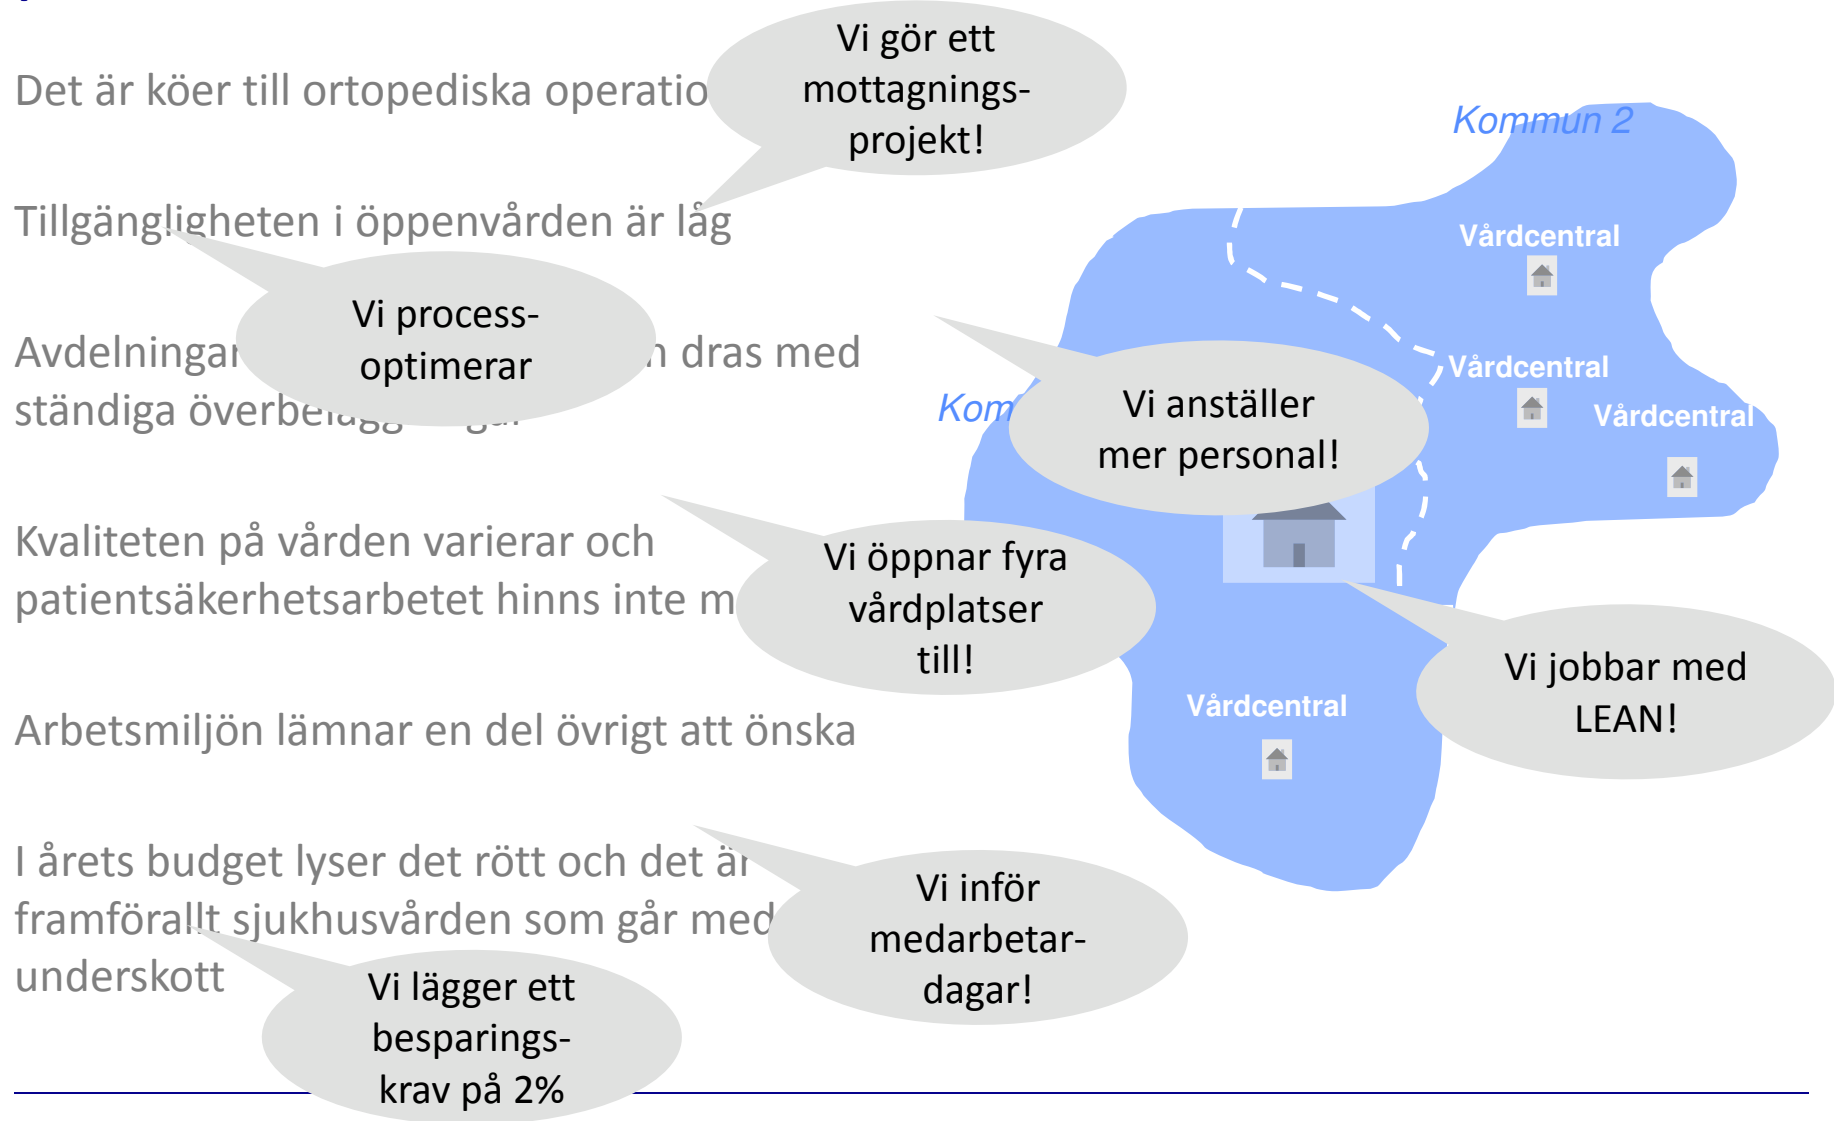 Det är köer till ortopediska
Tillgängligheten i öppenvården är låg
dras med
ständiga
Kvaliteten på vården varierar och
patientsäkerhetsarbetet hinns inte
Arbetsmiljön lämnar en del övrigt att önska
I årets budget lyser det rött och det är
framförallt sjukhusvården som går med
underskott
Vi gör ett
mottagnings-
projekt!
Vi process-
optimerar
Vi anställer
mer personal!
Vi öppnar fyra
vårdplatser
till!
Vi jobbar med
LEAN!
Vi inför
medarbetar-
dagar!
Vi lägger ett
besparings-
krav på 2%
Kommun 2
Vårdcentral
Vårdcentral
Vårdcentral
Vårdcentral